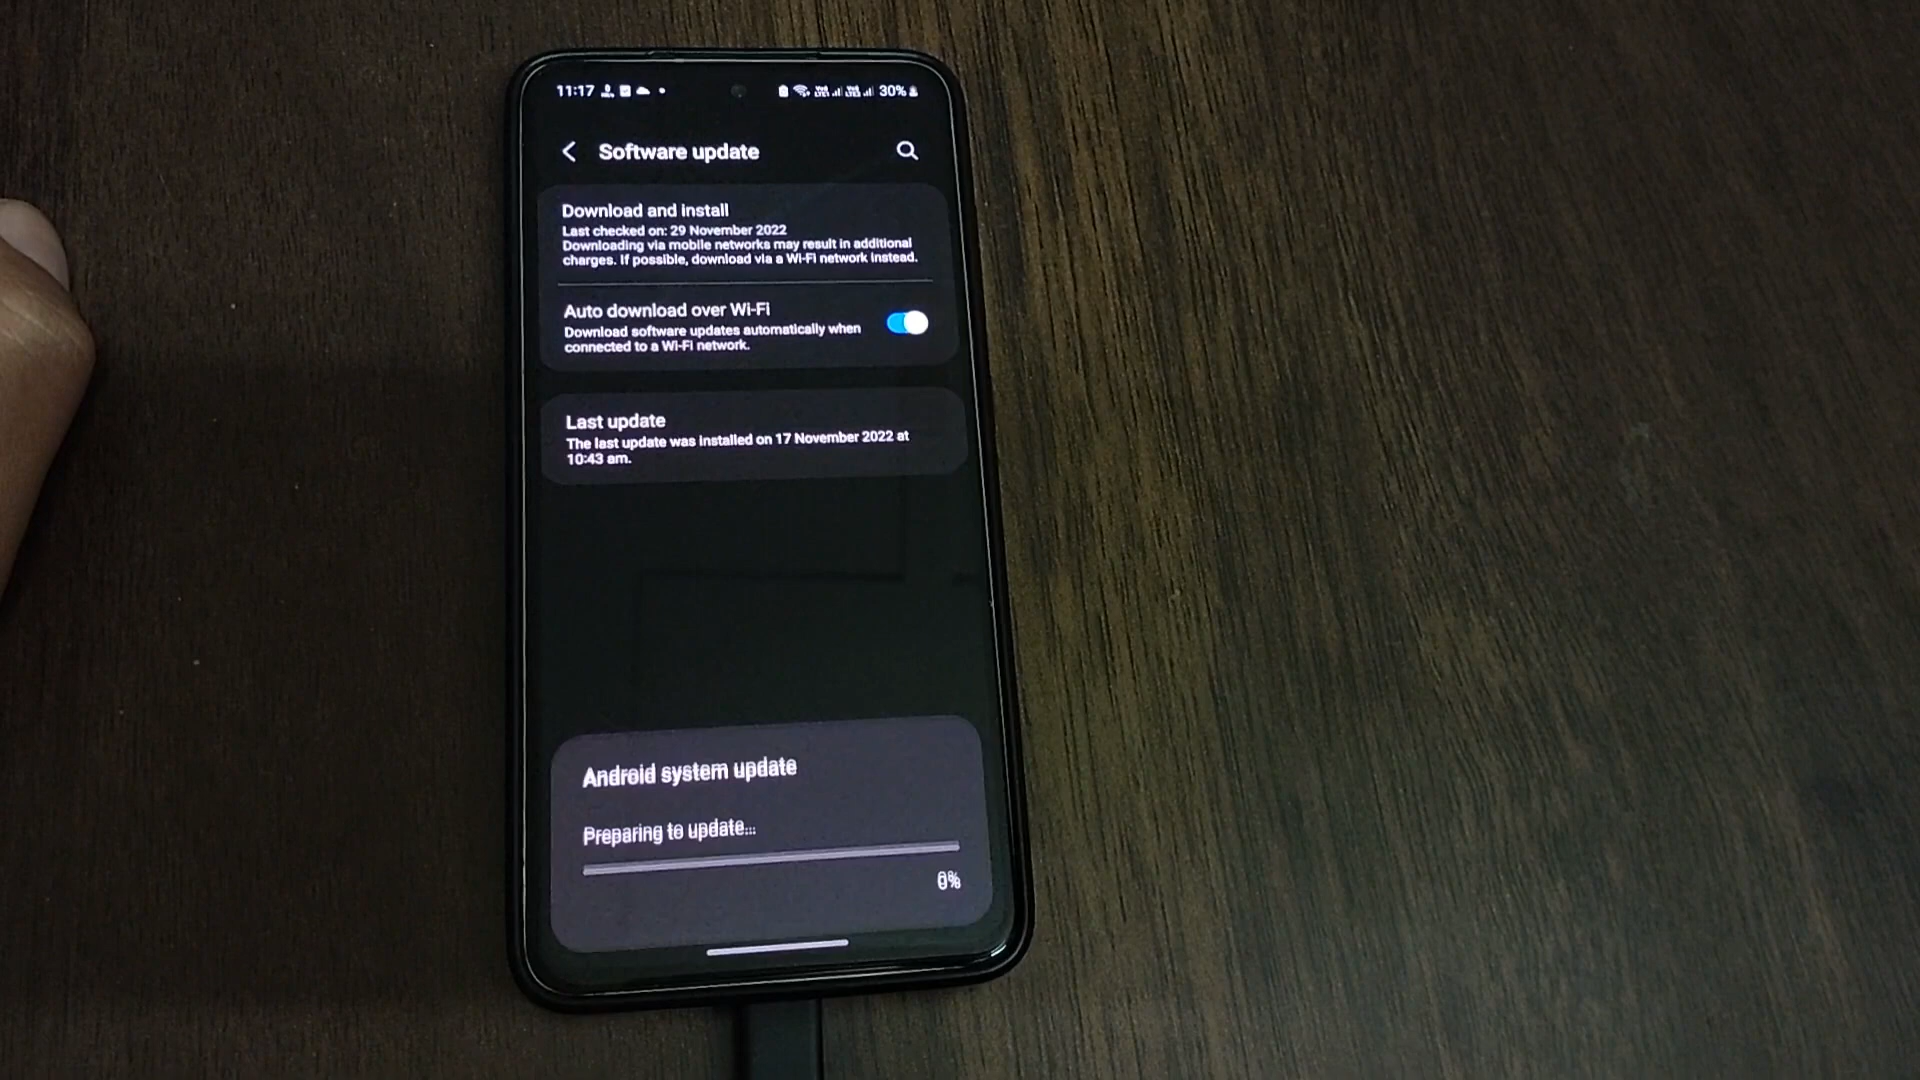 11:17
30%
Software update
Download and install
Last checked on: 29 November 2022
Downloading via mobile networks may result in additional
charges. If possible, download via a Wi-Fi network instead.
Auto download over Wi-Fi
Download software updates automatically when
connected to a Wi-Fi network.
Last update
The last update was installed on 17 November 2022 at
10:43 am.
Android system update
Preparing to update...